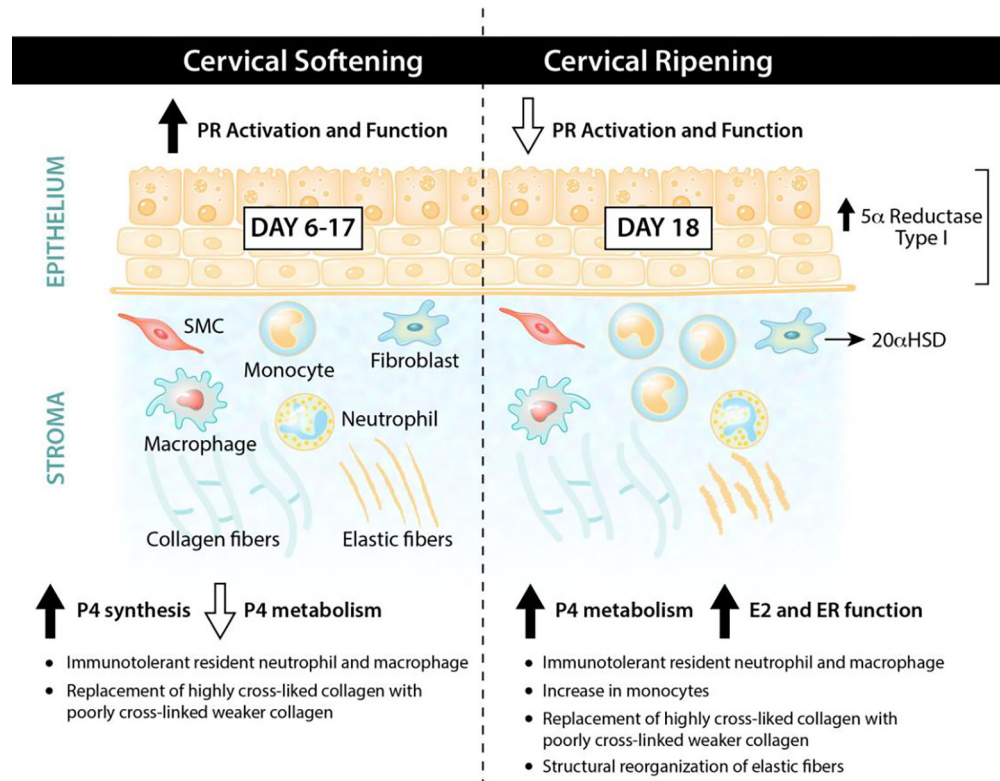 Cervical Softening
Cervical Ripening
PR Activation and Function
PR Activation and Function
EPITHELIUM
DAY 6-17
DAY 18
5α Reductase
Type I
STROMA
SMC
Monocyte
Fibroblast
20αHSD
Macrophage
Neutrophil
Collagen fibers
Elastic fibers
P4 synthesis
P4 metabolism
• Immunotolerant resident neutrophil and macrophage
• Replacement of highly cross-liked collagen with
poorly cross-linked weaker collagen
P4 metabolism
E2 and ER function
• Immunotolerant resident neutrophil and macrophage
• Increase in monocytes
• Replacement of highly cross-liked collagen with
poorly cross-linked weaker collagen
• Structural reorganization of elastic fibers